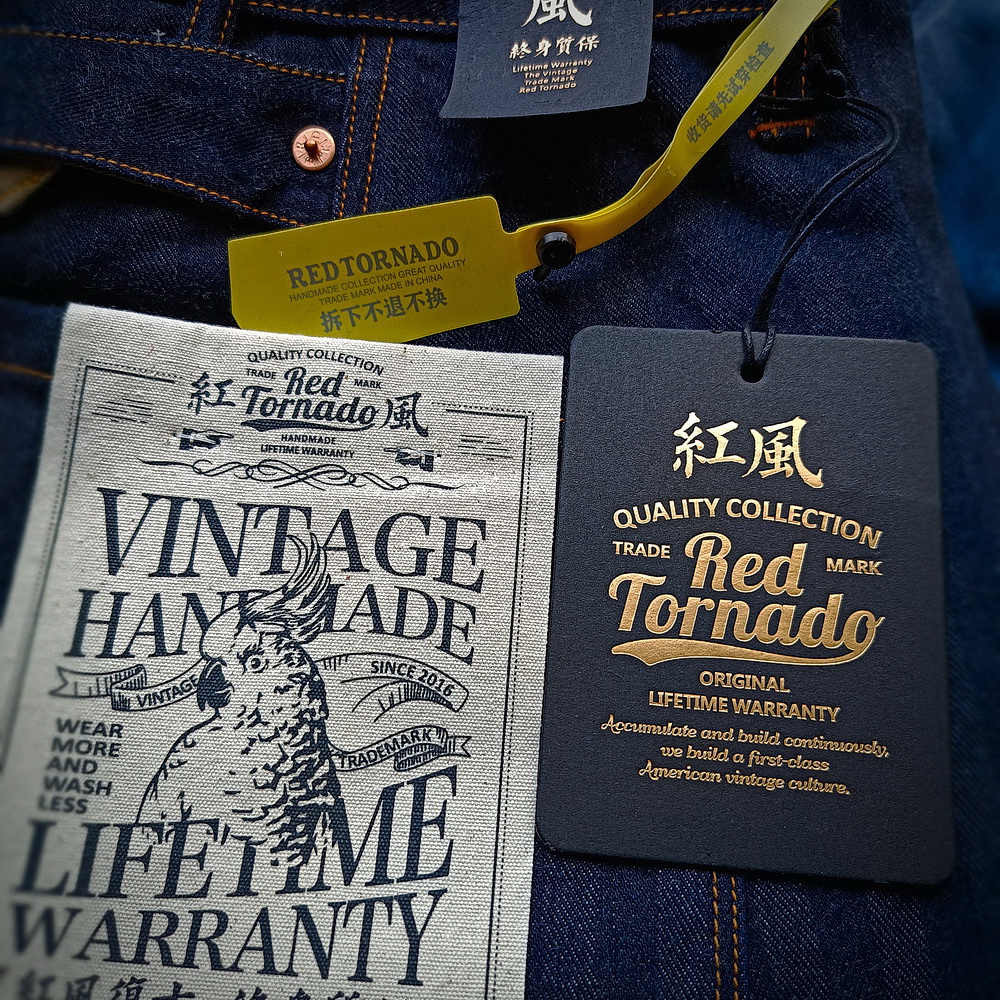 風
終身質保
Lifetime Warranty
The Vintage
Trade Mark
Red Tornado
收货请先试穿检查
REDTORNADO
HANDMADE COLLECTION GREAT QUALITY
TRADE MARK MADE IN CHINA
拆下不退不换
QUALITY COLLECTION
TRADE Red MARK
紅 Tornado 風
HANDMADE
LIFETIME WARRANTY
VINTAGE
HANDMADE
VINTAGE
SINCE 2016
WEAR
MORE
AND
WASH
LESS
TRADEMARK
LIFETIME
WARRANTY
紅風
QUALITY COLLECTION
TRADE Red MARK
Tornado
ORIGINAL
LIFETIME WARRANTY
Accumulate and build continuously,
we build a first-class
American vintage culture.